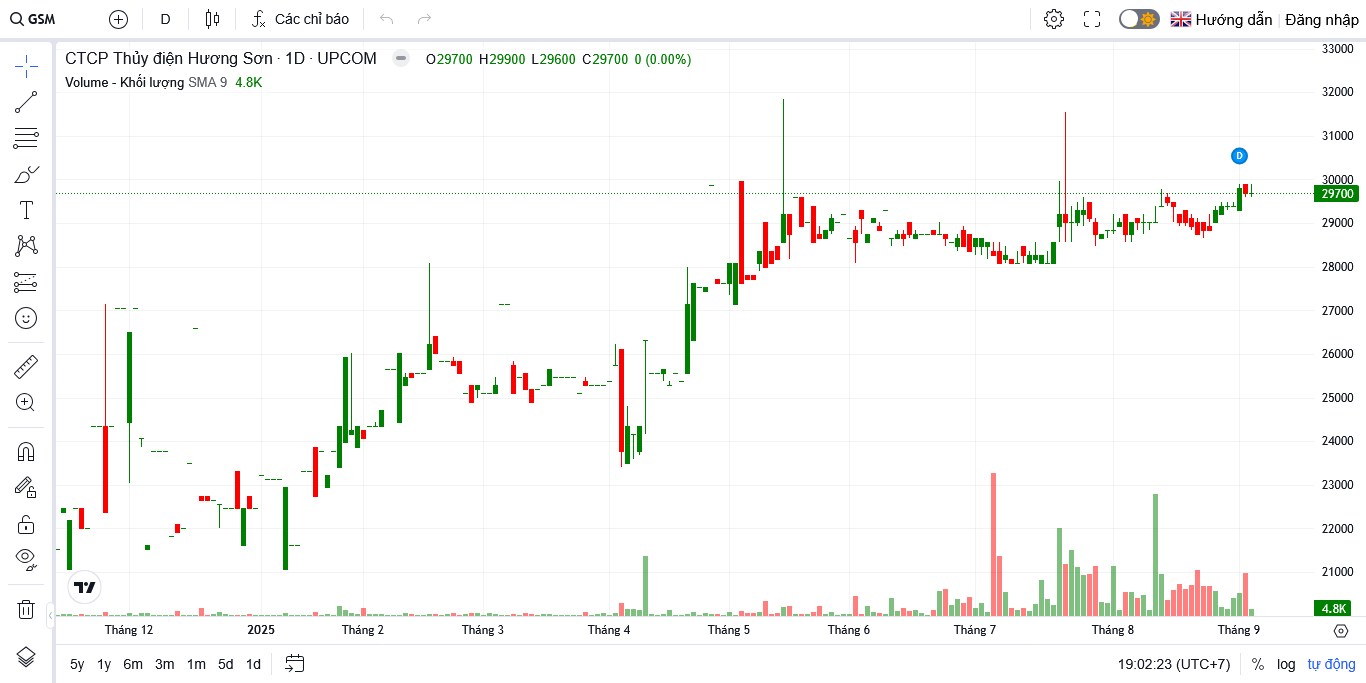 GSM D Các chỉ báo Hướng dẫn Đăng nhập
CTCP Thủy điện Hương Sơn · 1D · UPCOM O29700 H29900 L29600 C29700 0 (0.00%)
Volume - Khối lượng SMA 9 4.8K
33000
32000
31000
D
30000
29700
29000
28000
27000
26000
25000
24000
23000
22000
21000
4.8K
Tháng 12 2025 Tháng 2 Tháng 3 Tháng 4 Tháng 5 Tháng 6 Tháng 7 Tháng 8 Tháng 9
5y 1y 6m 3m 1m 5d 1d 19:02:23 (UTC+7) % log tự động